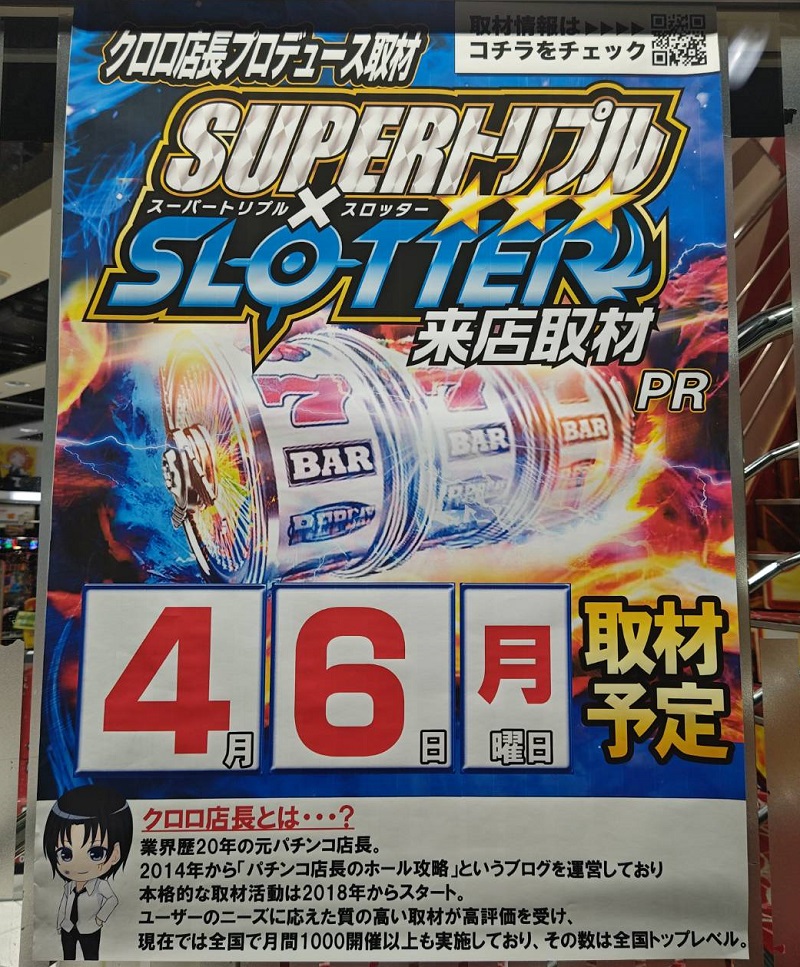 取材情報は▶▶▶▶
コチラをチェック
クロロ店長プロデュース取材
SUPERトリプル
スーパートリプル×スロッター
SLOTTER
来店取材
PR
7 7
BAR BAR BAR
REPLAY REPLAY
4月6日月曜日
取材
予定
クロロ店長とは・・・?
業界歴20年の元パチンコ店長。
2014年から「パチンコ店長のホール攻略」というブログを運営しており
本格的な取材活動は2018年からスタート。
ユーザーのニーズに応えた質の高い取材が高評価を受け、
現在では全国で月間1000開催以上も実施しており、その数は全国トップレベル。